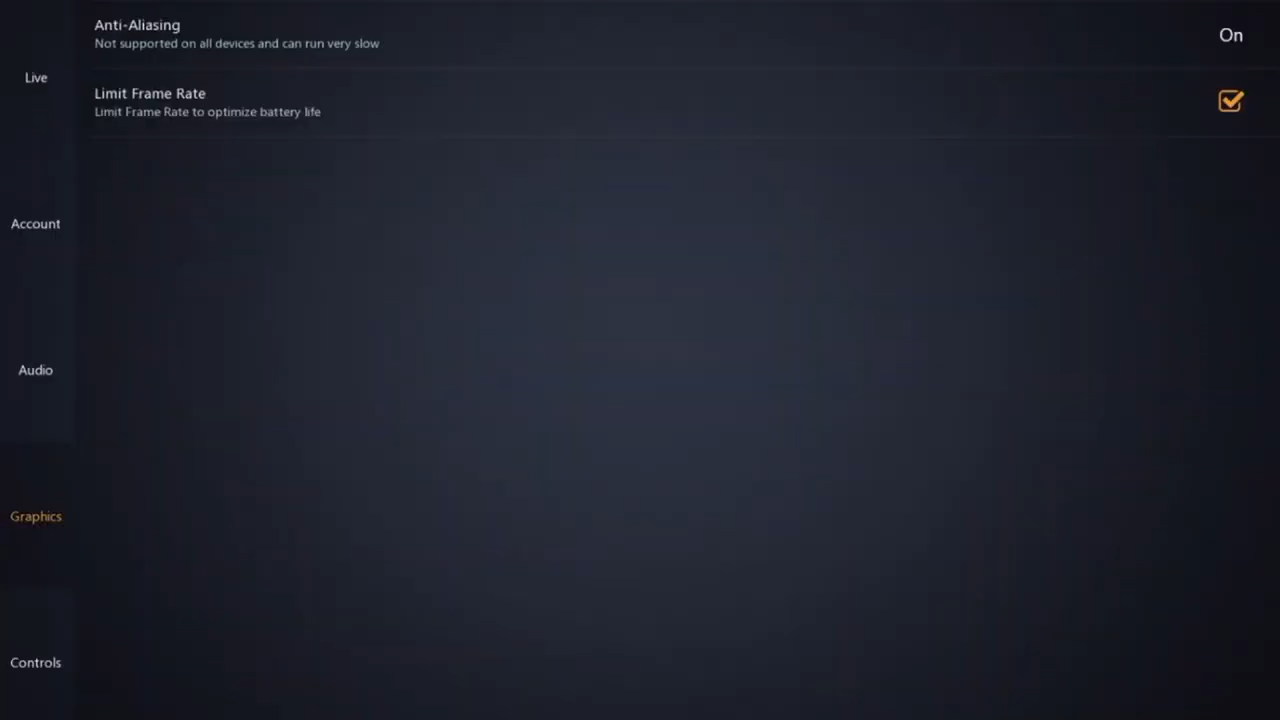 Anti-Aliasing
Not supported on all devices and can run very slow
On
Live
Limit Frame Rate
Limit Frame Rate to optimize battery life
Account
Audio
Graphics
Controls